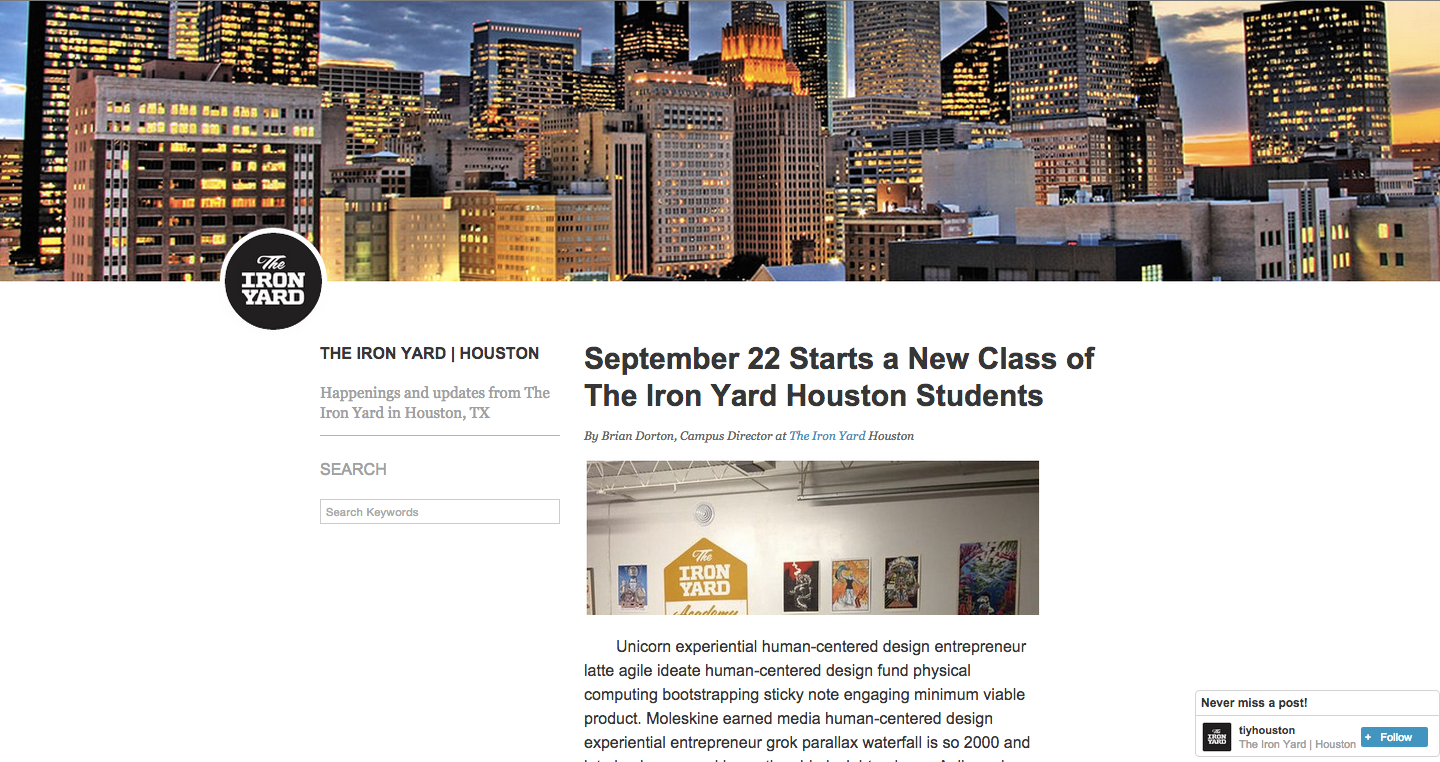 The
IRON
YARD
THE IRON YARD | HOUSTON
Happenings and updates from The
Iron Yard in Houston, TX
SEARCH
Search Keywords
September 22 Starts a New Class of
The Iron Yard Houston Students
By Brian Dorton, Campus Director at The Iron Yard Houston
The
IRON
YARD
Academy
Unicorn experiential human-centered design entrepreneur
latte agile ideate human-centered design fund physical
computing bootstrapping sticky note engaging minimum viable
product. Moleskine earned media human-centered design
experiential entrepreneur grok parallax waterfall is so 2000 and
Never miss a post!
The
IRON
YARD
tiyhouston
The Iron Yard | Houston
+ Follow